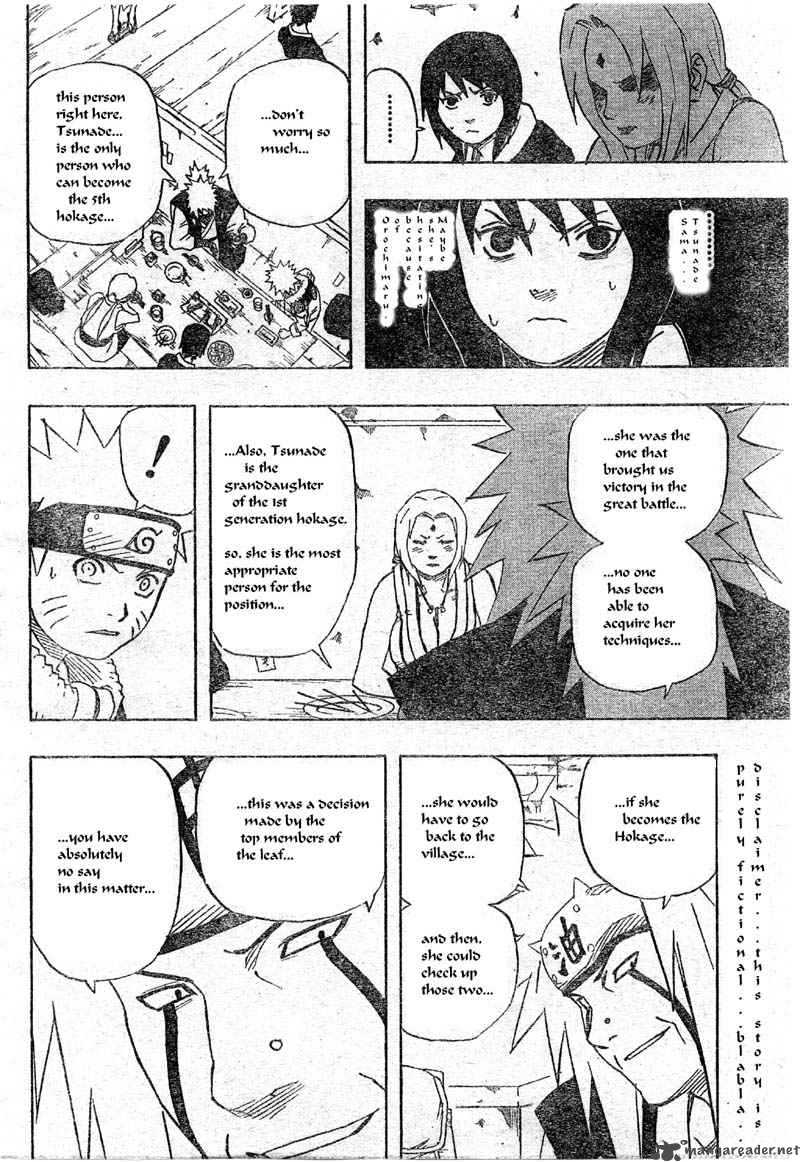 .........
...don't
worry so
much...
this person
right here,
Tsunade...
is the only
person who
can become
the 5th
hokage...
.........
Tsunade
Sama...
Maybe
she's
hesitatin
because
of
Orochimaru.
...she was the
one that
brought us
victory in the
great battle...
...no one
has been
able to
acquire her
techniques...
...Also, Tsunade
is the
granddaughter
of the 1st
generation hokage.
so, she is the most
appropriate
person for the
position...
!
...if she
becomes the
Hokage...
...she would
have to go
back to the
village...
and then,
she could
check up
those two...
油
...this was a decision
made by the
top members of
the leaf...
...you have
absolutely
no say
in this matter...
disclaimer...this story is
purely fictional...blabla.
mangareader.net